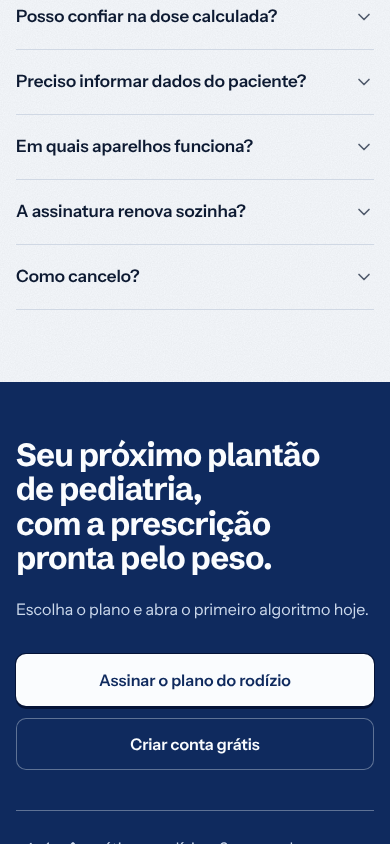 Posso confiar na dose calculada?
Preciso informar dados do paciente?
Em quais aparelhos funciona?
A assinatura renova sozinha?
Como cancelo?
Seu próximo plantão
de pediatria,
com a prescrição
pronta pelo peso.
Escolha o plano e abra o primeiro algoritmo hoje.
Assinar o plano do rodízio
Criar conta grátis